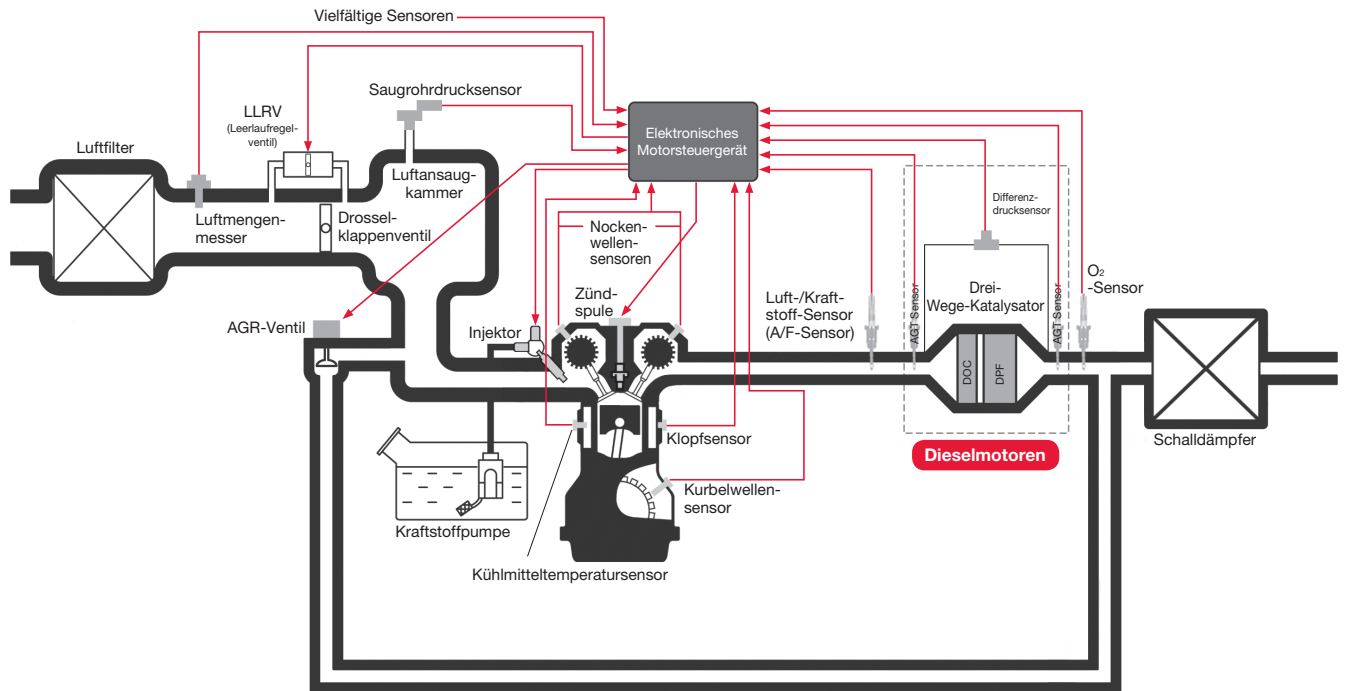 Vielfältige Sensoren
Saugrohrdrucksensor
LLRV
(Leerlaufregel-
ventil)
Elektronisches
Motorsteuergerät
Luftfilter
Luftansaug-
kammer
Luftmengen-
messer
Drossel-
klappenventil
Nocken-
wellen-
sensoren
Differenz-
drucksensor
Zünd-
spule
Luft-/Kraft-
stoff-Sensor
(A/F-Sensor)
AGT Sensor
Drei-
Wege-Katalysator
AGT Sensor
O₂
-Sensor
AGR-Ventil
Injektor
DOC
DPF
Klopfsensor
Schalldämpfer
Dieselmotoren
Kurbelwellen-
sensor
Kraftstoffpumpe
Kühlmitteltemperatursensor